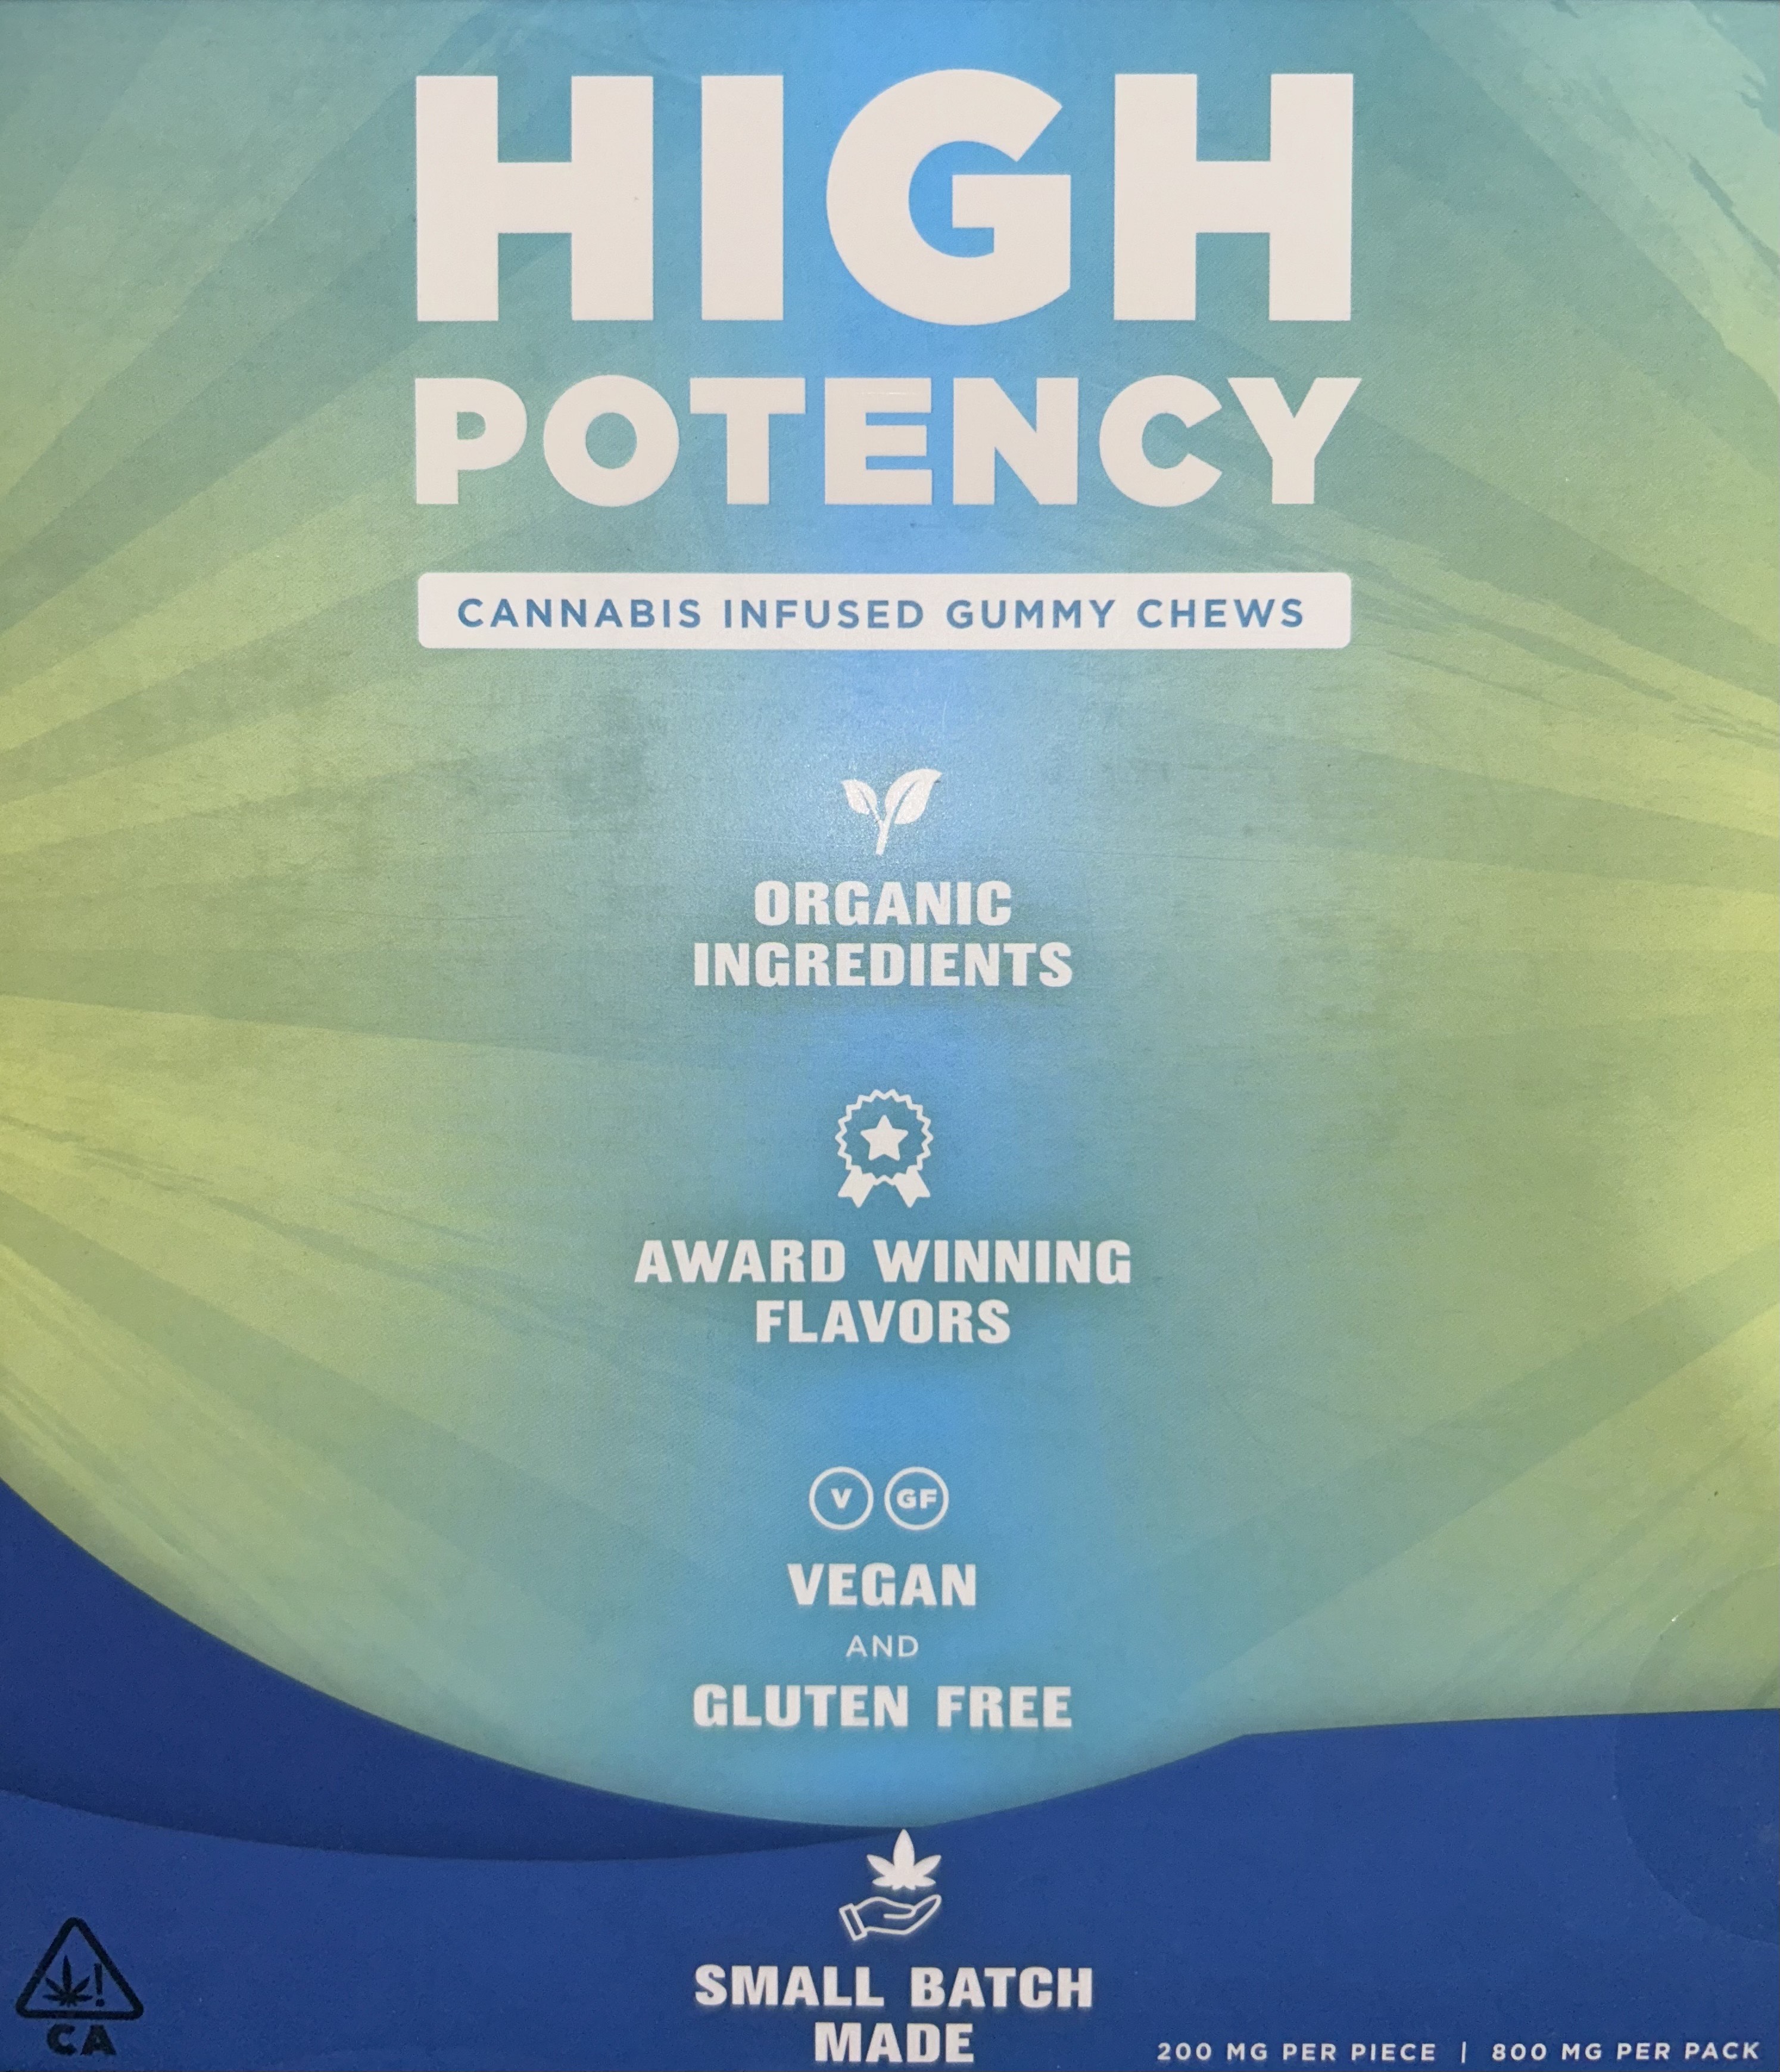 HIGH
POTENCY
CANNABIS INFUSED GUMMY CHEWS
ORGANIC
INGREDIENTS
AWARD WINNING
FLAVORS
V GF
VEGAN
AND
GLUTEN FREE
SMALL BATCH
MADE
!
CA
200 MG PER PIECE | 800 MG PER PACK